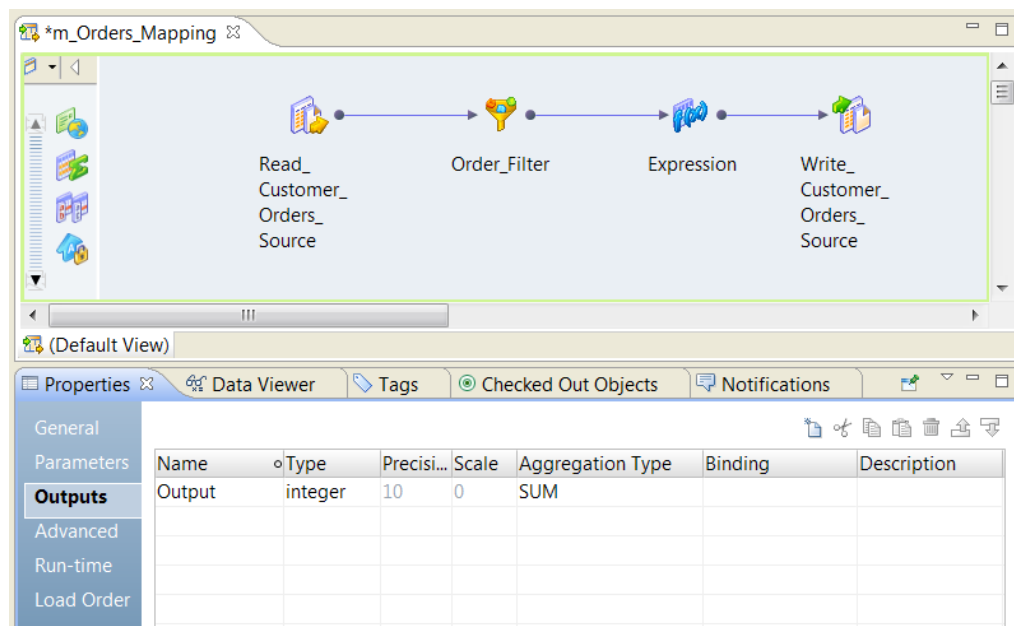 *m_Orders_Mapping
Read_ Order_Filter Expression Write_
Customer_ Customer_
Orders_ Orders_
Source Source
(Default View)
Properties Data Viewer Tags Checked Out Objects Notifications
General
Parameters
Outputs
Advanced
Run-time
Load Order
Name Type Precisi... Scale Aggregation Type Binding Description
Output integer 10 0 SUM